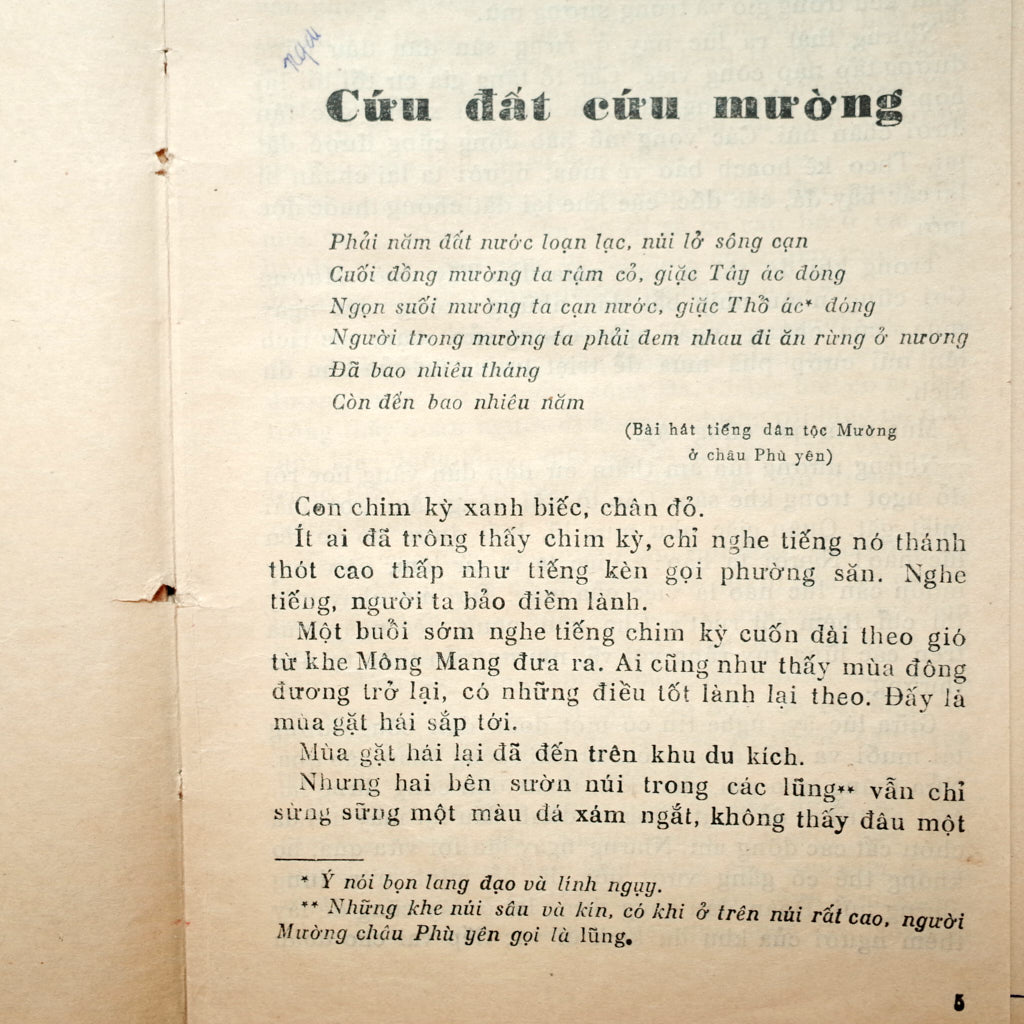 ngai
Cứu đất cứu mường
Phải năm đất nước loạn lạc, núi lở sông cạn
Cuối đồng mường ta rậm cỏ, giặc Tây ác đóng
Ngọn suối mường ta cạn nước, giặc Thổ ác* đóng
Người trong mường ta phải đem nhau đi ăn rừng ở nương
Đã bao nhiêu tháng
Còn đến bao nhiêu năm
(Bài hát tiếng dân tộc Mường
ở châu Phù yên)
Con chim kỳ xanh biếc, chân đỏ.
Ít ai đã trông thấy chim kỳ, chỉ nghe tiếng nó thánh
thót cao thấp như tiếng kèn gọi phường săn. Nghe
tiếng, người ta bảo điềm lành.
Một buổi sớm nghe tiếng chim kỳ cuốn dài theo gió
từ khe Mông Mang đưa ra. Ai cũng như thấy mùa đông
đương trở lại, có những điều tốt lành lại theo. Đấy là
mùa gặt hái sắp tới.
Mùa gặt hái lại đã đến trên khu du kích.
Nhưng hai bên sườn núi trong các lũng** vẫn chỉ
sừng sững một màu đá xám ngắt, không thấy đâu một
* Ý nói bọn lang đạo và lính ngụy.
** Những khe núi sâu và kín, có khi ở trên núi rất cao, người
Mường châu Phù yên gọi là lũng.
5